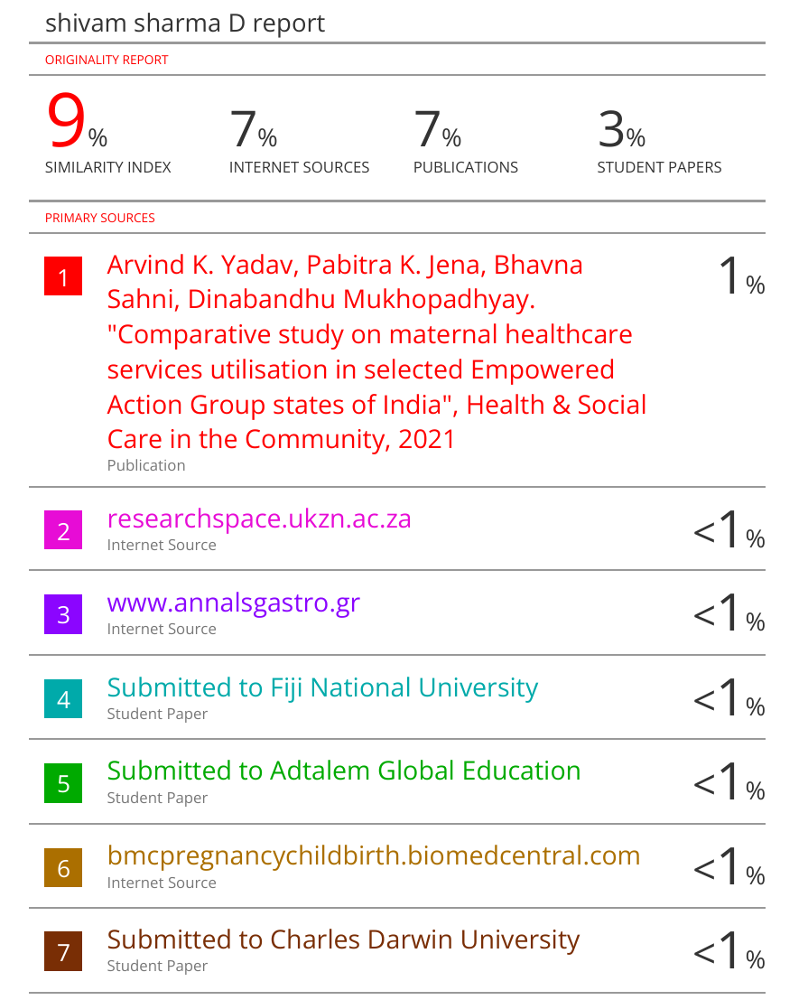 shivam sharma D report
ORIGINALITY REPORT
9%
7%
7%
3%
SIMILARITY INDEX
INTERNET SOURCES
PUBLICATIONS
STUDENT PAPERS
PRIMARY SOURCES
1
Arvind K. Yadav, Pabitra K. Jena, Bhavna
Sahni, Dinabandhu Mukhopadhyay.
"Comparative study on maternal healthcare
services utilisation in selected Empowered
Action Group states of India", Health & Social
Care in the Community, 2021
Publication
1%
2
researchspace.ukzn.ac.za
Internet Source
<1%
3
www.annalsgastro.gr
Internet Source
<1%
4
Submitted to Fiji National University
Student Paper
<1%
5
Submitted to Adtalem Global Education
Student Paper
<1%
6
bmcpregnancychildbirth.biomedcentral.com
Internet Source
<1%
7
Submitted to Charles Darwin University
Student Paper
<1%